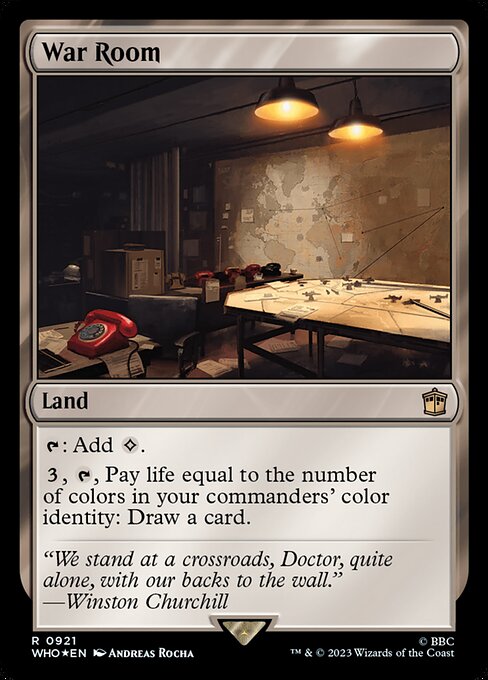 War Room
Land
: Add .
3, , Pay life equal to the number
of colors in your commanders’ color
identity: Draw a card.
“We stand at a crossroads, Doctor, quite
alone, with our backs to the wall.”
—Winston Churchill
R 0921
WHO★EN Andreas Rocha
© BBC
™ & © 2023 Wizards of the Coast